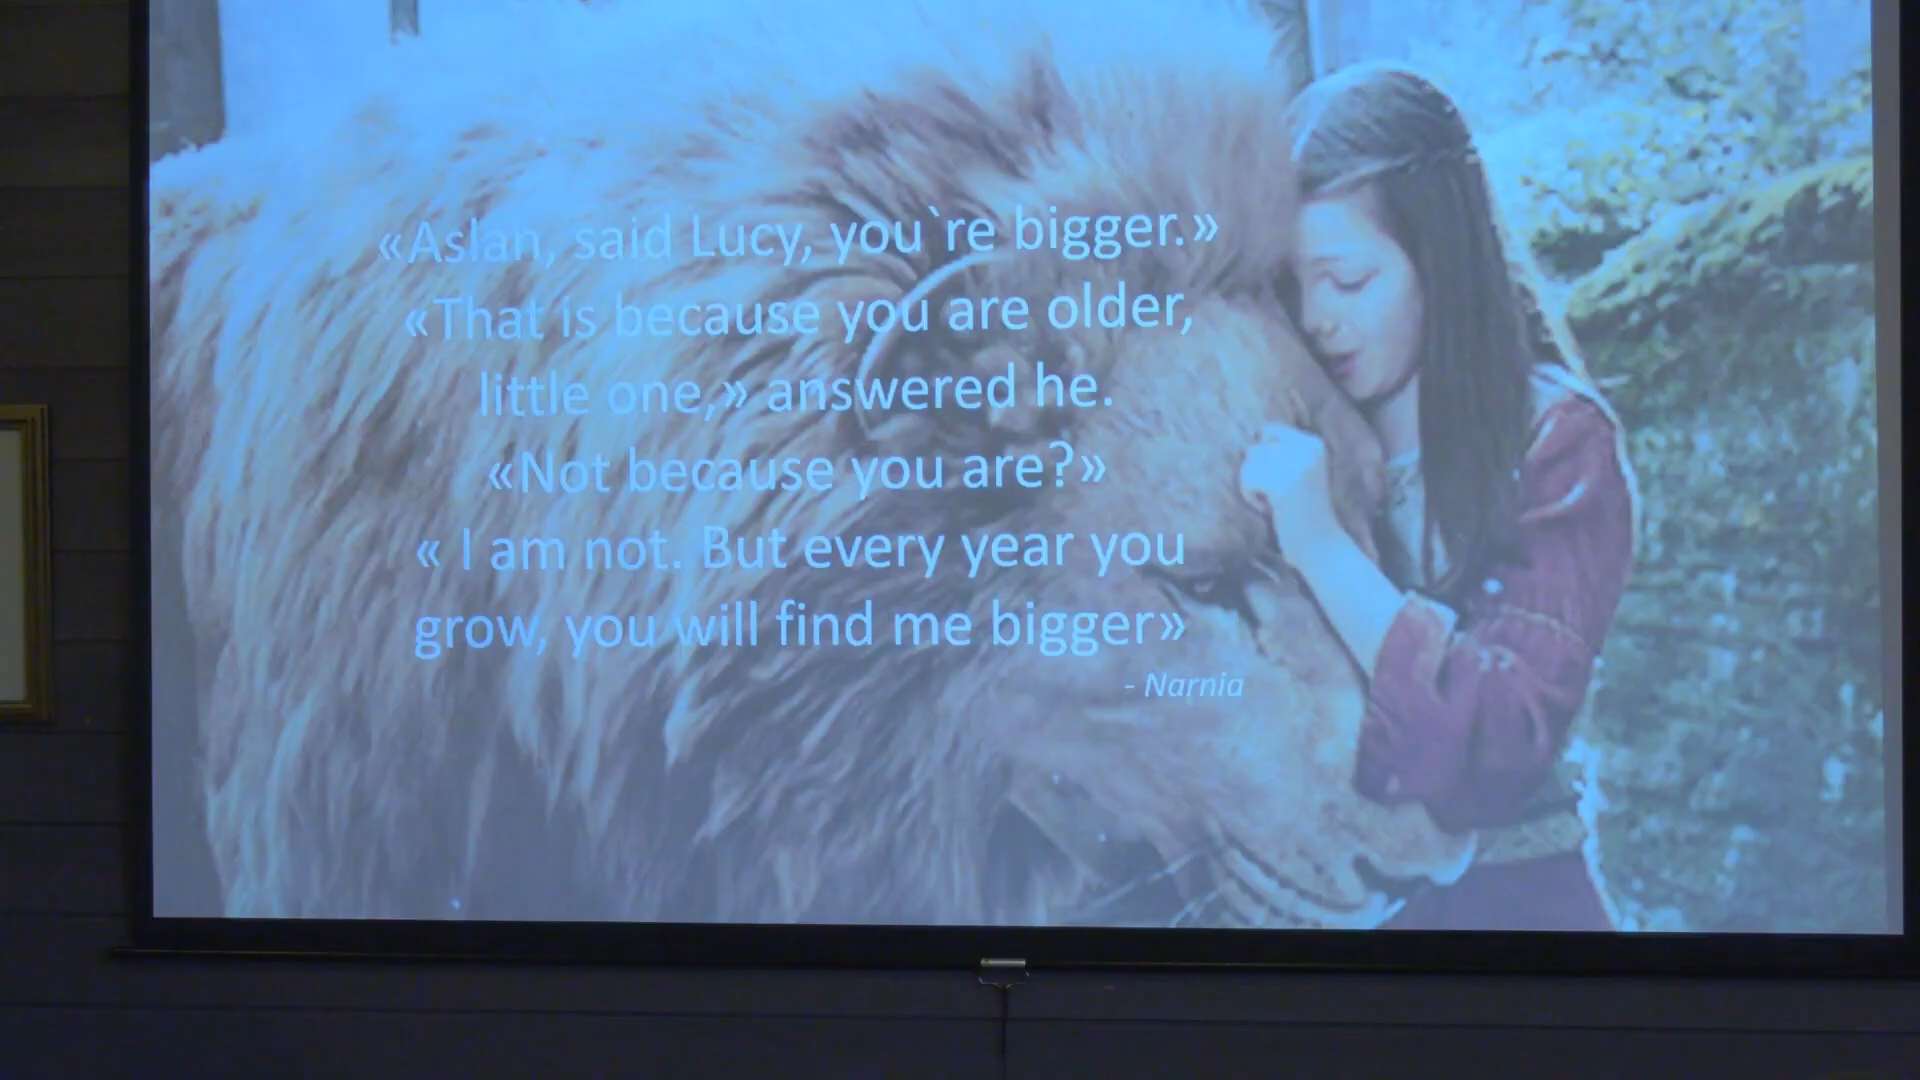 «Aslan, said Lucy, you`re bigger.»
«That is because you are older,
little one,» answered he.
«Not because you are?»
« I am not. But every year you
grow, you will find me bigger»
- Narnia